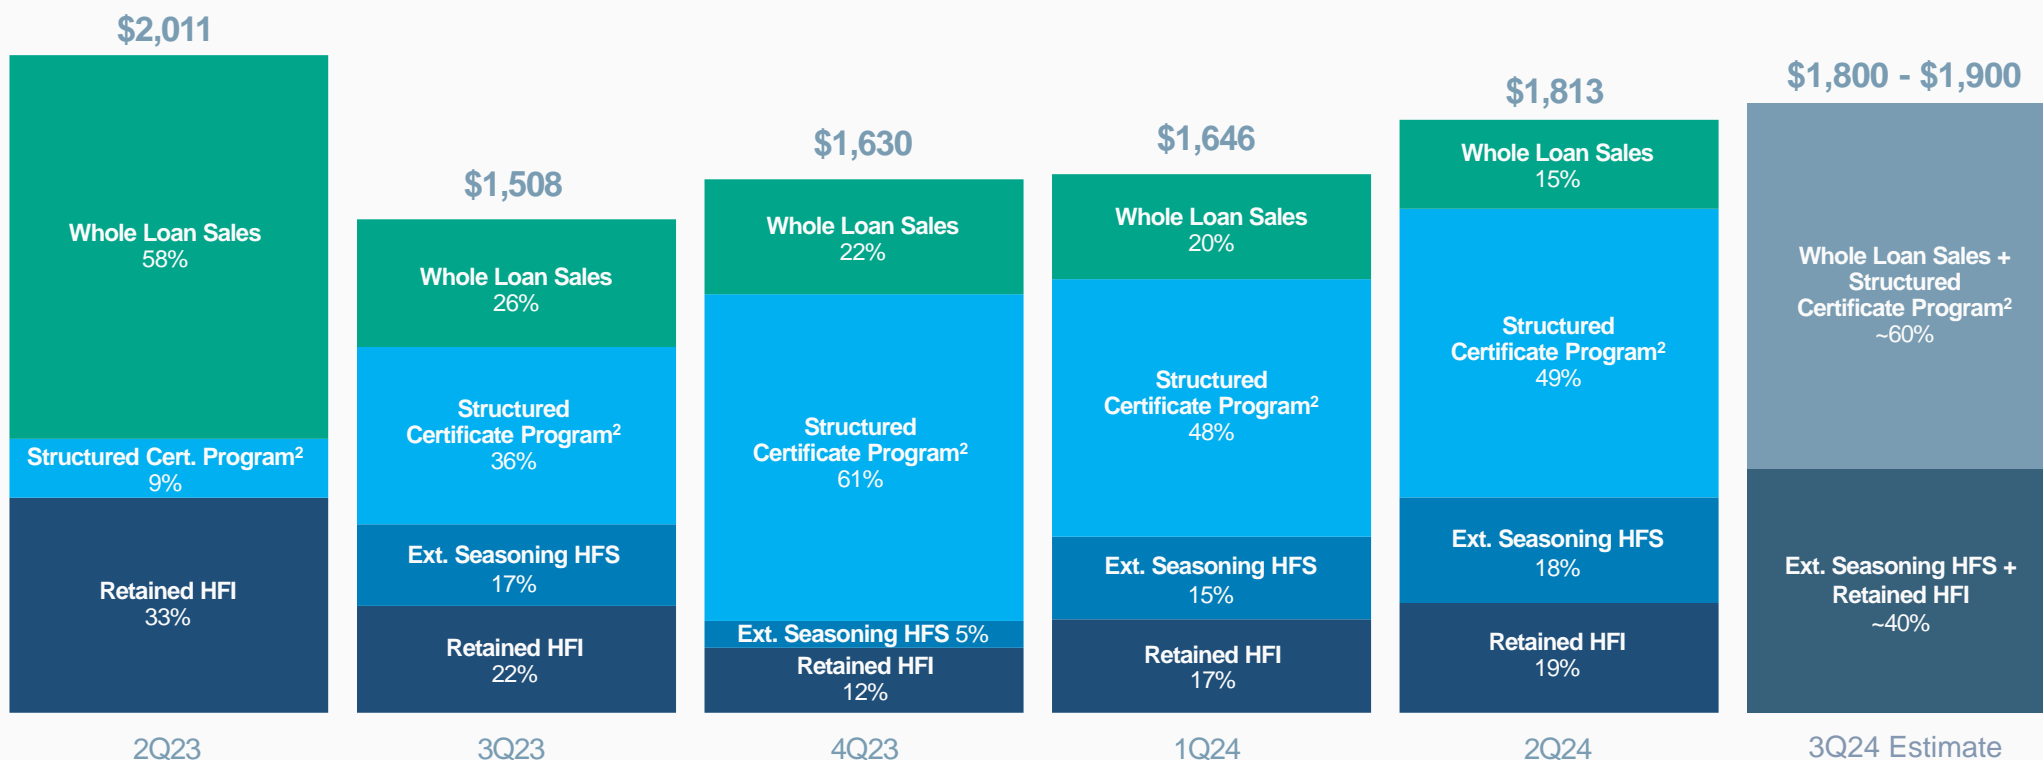 $2,011
Whole Loan Sales
58%
Structured Cert. Program²
9%
Retained HFI
33%
2Q23
$1,508
Whole Loan Sales
26%
Structured
Certificate Program²
36%
Ext. Seasoning HFS
17%
Retained HFI
22%
3Q23
$1,630
Whole Loan Sales
22%
Structured
Certificate Program²
61%
Ext. Seasoning HFS 5%
Retained HFI
12%
4Q23
$1,646
Whole Loan Sales
20%
Structured
Certificate Program²
48%
Ext. Seasoning HFS
15%
Retained HFI
17%
1Q24
$1,813
Whole Loan Sales
15%
Structured
Certificate Program²
49%
Ext. Seasoning HFS
18%
Retained HFI
19%
2Q24
$1,800 - $1,900
Whole Loan Sales +
Structured
Certificate Program²
~60%
Ext. Seasoning HFS +
Retained HFI
~40%
3Q24 Estimate